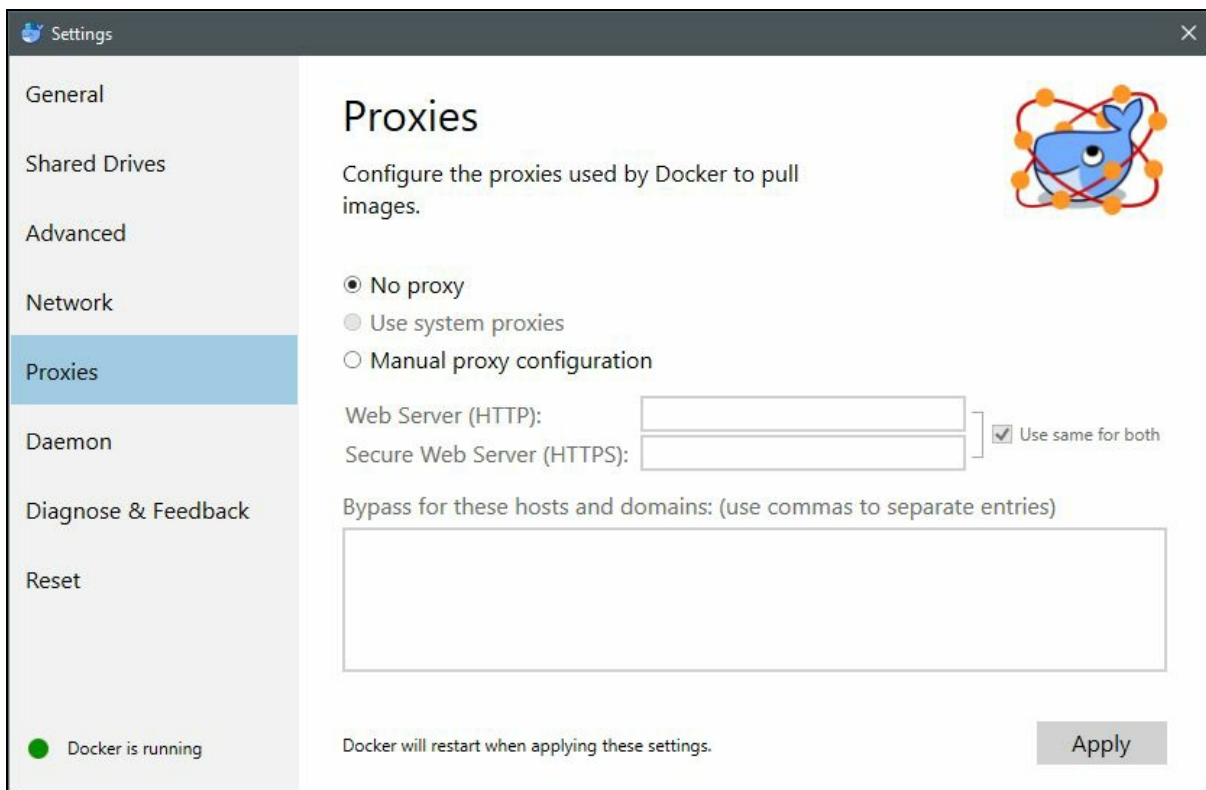 Settings
General
Shared Drives
Advanced
Network
Proxies
Daemon
Diagnose & Feedback
Reset
Docker is running
Proxies
Configure the proxies used by Docker to pull
images.
No proxy
Use system proxies
Manual proxy configuration
Web Server (HTTP):
Secure Web Server (HTTPS):
Use same for both
Bypass for these hosts and domains: (use commas to separate entries)
Docker will restart when applying these settings.
Apply